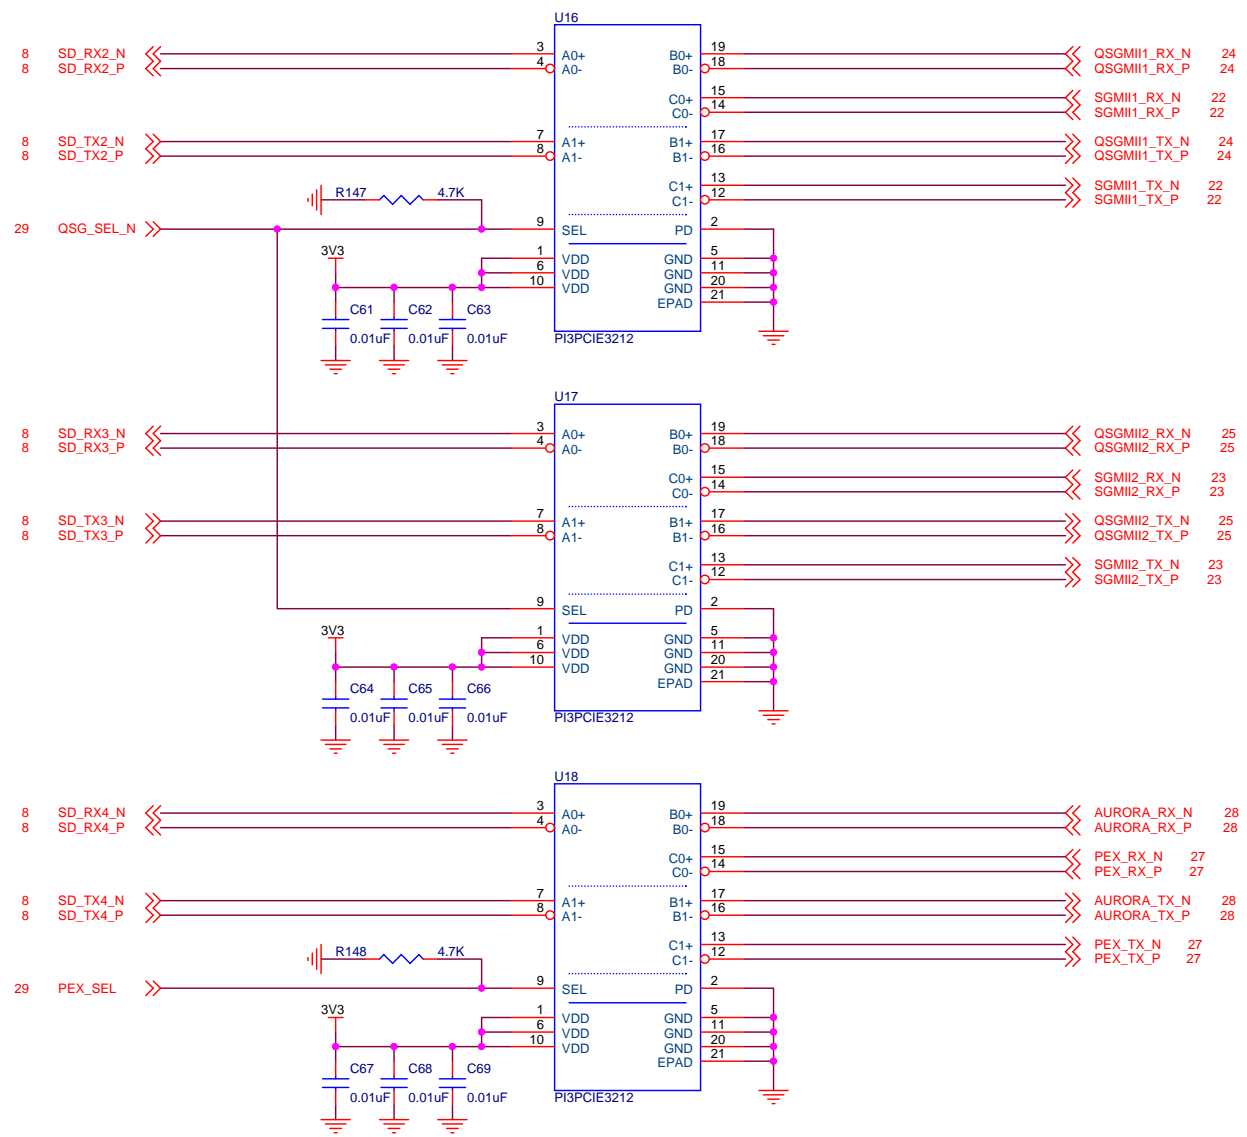 U16
8 SD_RX2_N 3 A0+ B0+ 19 QSGMII1_RX_N 24
8 SD_RX2_P 4 A0- B0- 18 QSGMII1_RX_P 24
C0+ 15 SGMII1_RX_N 22
C0- 14 SGMII1_RX_P 22
8 SD_TX2_N 7 A1+ B1+ 17 QSGMII1_TX_N 24
8 SD_TX2_P 8 A1- B1- 16 QSGMII1_TX_P 24
C1+ 13 SGMII1_TX_N 22
R147 4.7K C1- 12 SGMII1_TX_P 22
29 QSG_SEL_N 9 SEL PD 2
3V3 1 VDD GND 5
6 VDD GND 11
10 VDD GND 20
EPAD 21
C61 C62 C63
0.01uF 0.01uF 0.01uF PI3PCIE3212
U17
8 SD_RX3_N 3 A0+ B0+ 19 QSGMII2_RX_N 25
8 SD_RX3_P 4 A0- B0- 18 QSGMII2_RX_P 25
C0+ 15 SGMII2_RX_N 23
C0- 14 SGMII2_RX_P 23
8 SD_TX3_N 7 A1+ B1+ 17 QSGMII2_TX_N 25
8 SD_TX3_P 8 A1- B1- 16 QSGMII2_TX_P 25
C1+ 13 SGMII2_TX_N 23
C1- 12 SGMII2_TX_P 23
9 SEL PD 2
3V3 1 VDD GND 5
6 VDD GND 11
10 VDD GND 20
EPAD 21
C64 C65 C66
0.01uF 0.01uF 0.01uF PI3PCIE3212
U18
8 SD_RX4_N 3 A0+ B0+ 19 AURORA_RX_N 28
8 SD_RX4_P 4 A0- B0- 18 AURORA_RX_P 28
C0+ 15 PEX_RX_N 27
C0- 14 PEX_RX_P 27
8 SD_TX4_N 7 A1+ B1+ 17 AURORA_TX_N 28
8 SD_TX4_P 8 A1- B1- 16 AURORA_TX_P 28
C1+ 13 PEX_TX_N 27
R148 4.7K C1- 12 PEX_TX_P 27
29 PEX_SEL 9 SEL PD 2
3V3 1 VDD GND 5
6 VDD GND 11
10 VDD GND 20
EPAD 21
C67 C68 C69
0.01uF 0.01uF 0.01uF PI3PCIE3212